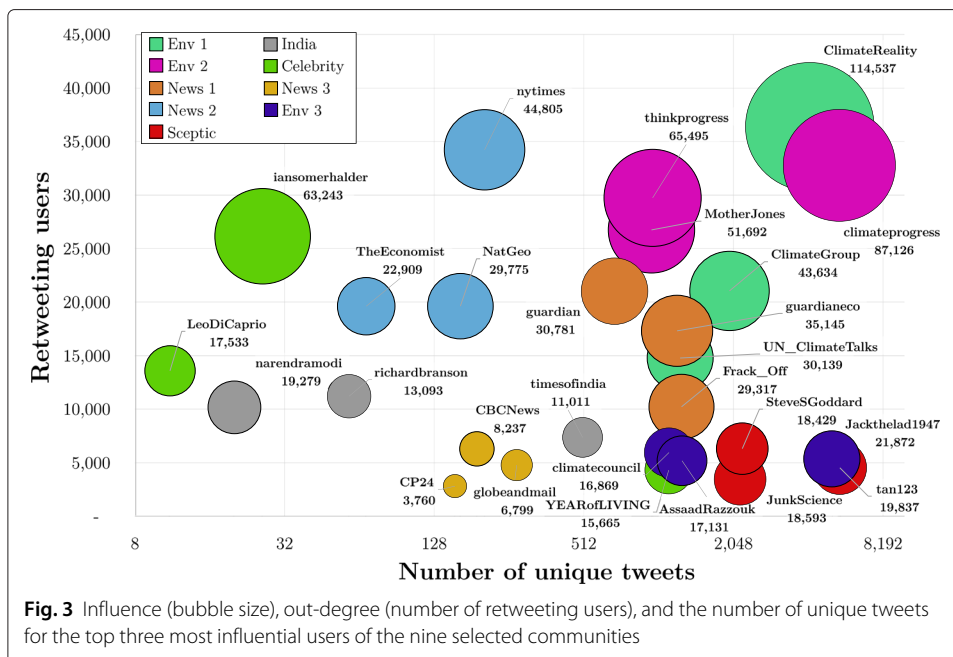 45,000
40,000
35,000
30,000
25,000
20,000
15,000
10,000
5,000
-
Retweeting users
Env 1
India
Env 2
Celebrity
News 1
News 3
News 2
Env 3
Sceptic
ClimateReality
114,537
nytimes
44,805
thinkprogress
65,495
iansomerhalder
63,243
MotherJones
51,692
climateprogress
87,126
TheEconomist
22,909
NatGeo
29,775
ClimateGroup
43,634
guardian
30,781
guardianeco
35,145
LeoDiCaprio
17,533
UN_ClimateTalks
30,139
narendramodi
19,279
richardbranson
13,093
Frack_Off
29,317
timesofindia
11,011
SteveSGoddard
18,429
CBCNews
8,237
Jackthelad1947
21,872
climatecouncil
16,869
CP24
3,760
globeandmail
6,799
YEARofLIVING
15,665
AssaadRazzouk
17,131
JunkScience
18,593
tan123
19,837
8
32
128
512
2,048
8,192
Number of unique tweets
Fig. 3 Influence (bubble size), out-degree (number of retweeting users), and the number of unique tweets
for the top three most influential users of the nine selected communities